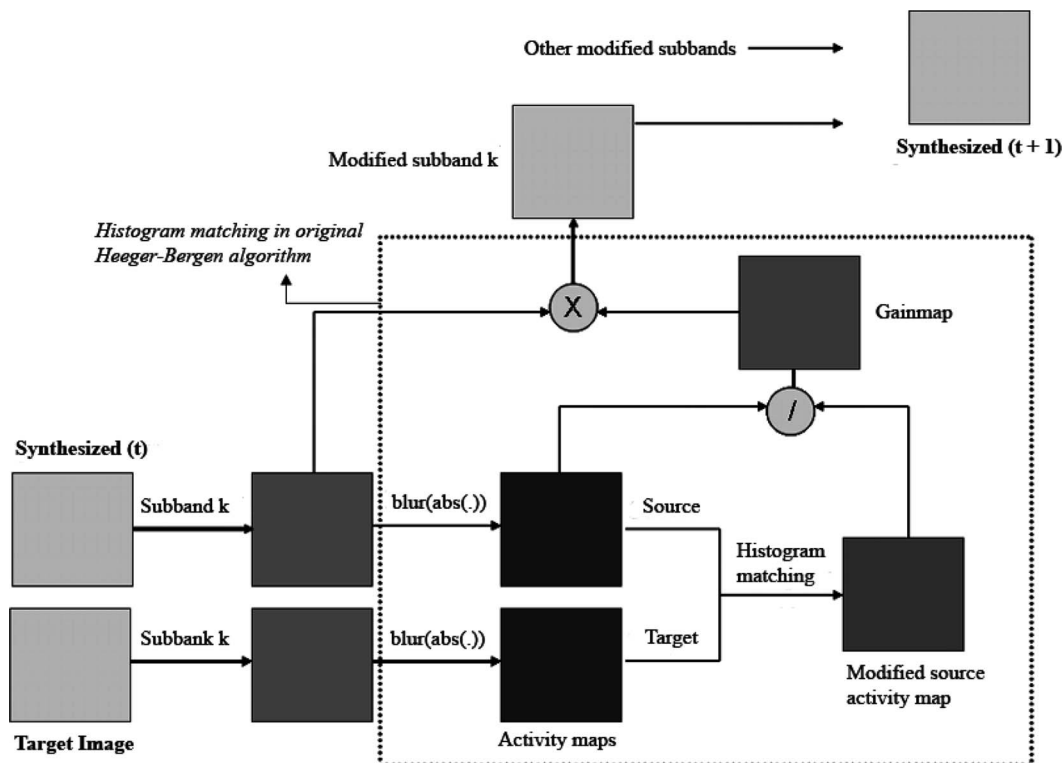 Other modified subbands
Synthesized (t + 1)
Modified subband k
Histogram matching in original
Heeger-Bergen algorithm
X
Gainmap
/
Synthesized (t)
Subband k
blur(abs(.))
Source
Histogram
matching
Subbank k
blur(abs(.))
Target
Modified source
activity map
Target Image
Activity maps